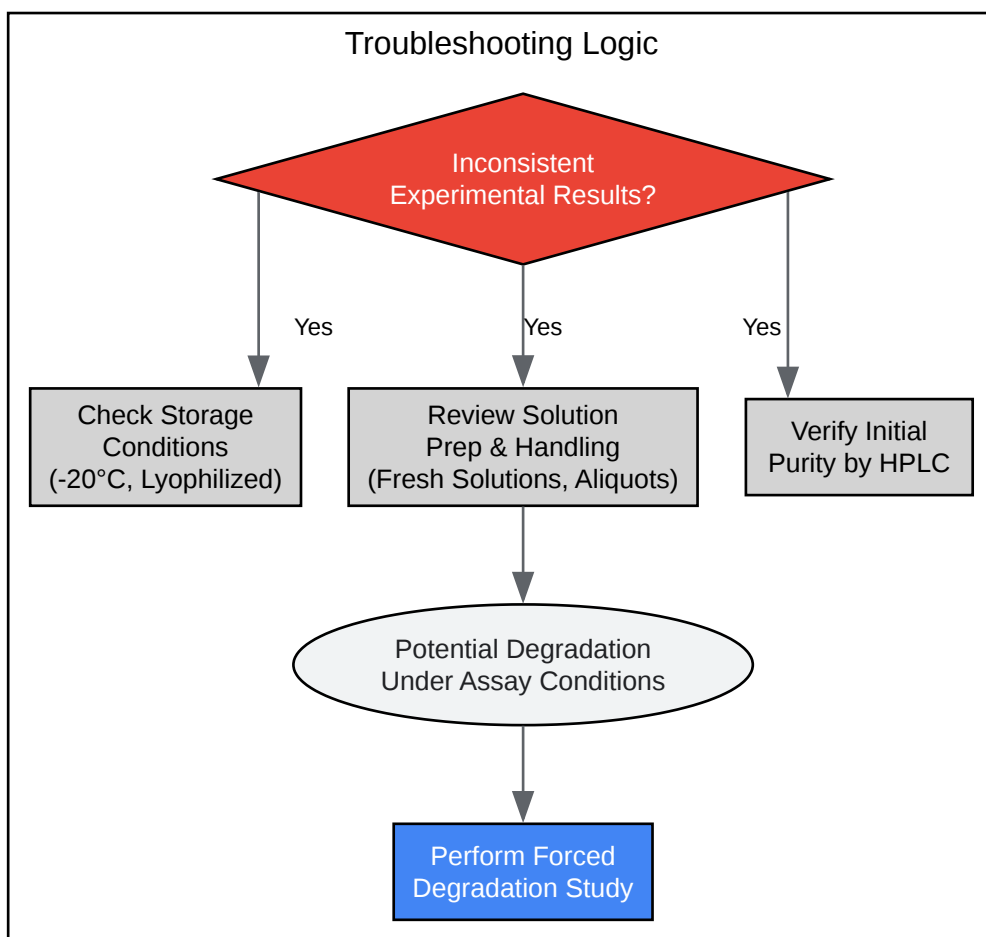 Troubleshooting Logic
Inconsistent
Experimental Results?
Yes
Yes
Yes
Check Storage
Conditions
(-20°C, Lyophilized)
Review Solution
Prep & Handling
(Fresh Solutions, Aliquots)
Verify Initial
Purity by HPLC
Potential Degradation
Under Assay Conditions
Perform Forced
Degradation Study